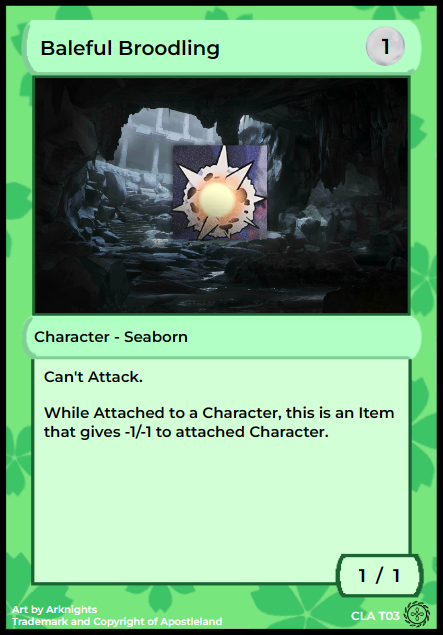 Baleful Broodling
1
Character - Seaborn
Can't Attack.
While Attached to a Character, this is an Item
that gives -1/-1 to attached Character.
1 / 1
Art by Arknights
Trademark and Copyright of Apostleland
CLA T03